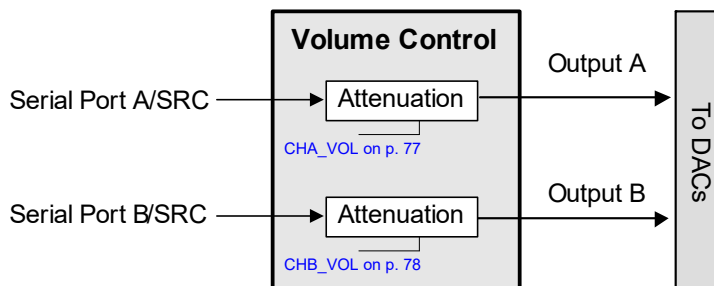 Volume Control
Serial Port A/SRC
Attenuation
CHA_VOL on p. 77
Output A
Serial Port B/SRC
Attenuation
CHB_VOL on p. 78
Output B
To DACs